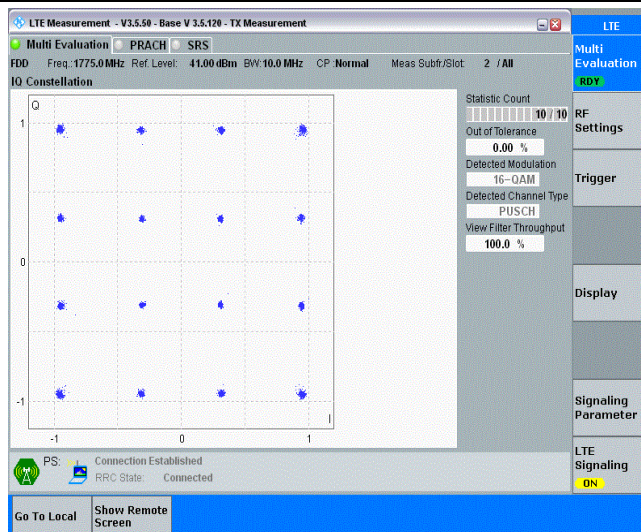 LTE Measurement - V3.5.50 - Base V 3.5.120 - TX Measurement
LTE
Multi Evaluation PRACH SRS
Multi
Evaluation
RDY
FDD Freq.:1775.0 MHz Ref. Level: 41.00 dBm BW:10.0 MHz CP :Normal Meas Subfr./Slot: 2 / All
IQ Constellation
Q
1
0
-1
-1 0 1
I
Statistic Count
10 / 10
Out of Tolerance
0.00 %
Detected Modulation
16-QAM
Detected Channel Type
PUSCH
View Filter Throughput
100.0 %
RF
Settings
Trigger
Display
Signaling
Parameter
LTE
Signaling
ON
PS: Connection Established
RRC State: Connected
Go To Local
Show Remote
Screen